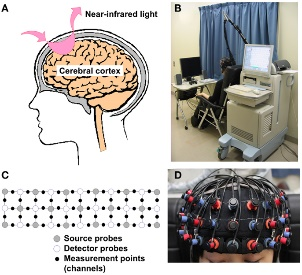 A
Near-infrared light
Cerebral cortex
B
C
Source probes
Detector probes
Measurement points
(channels)
D